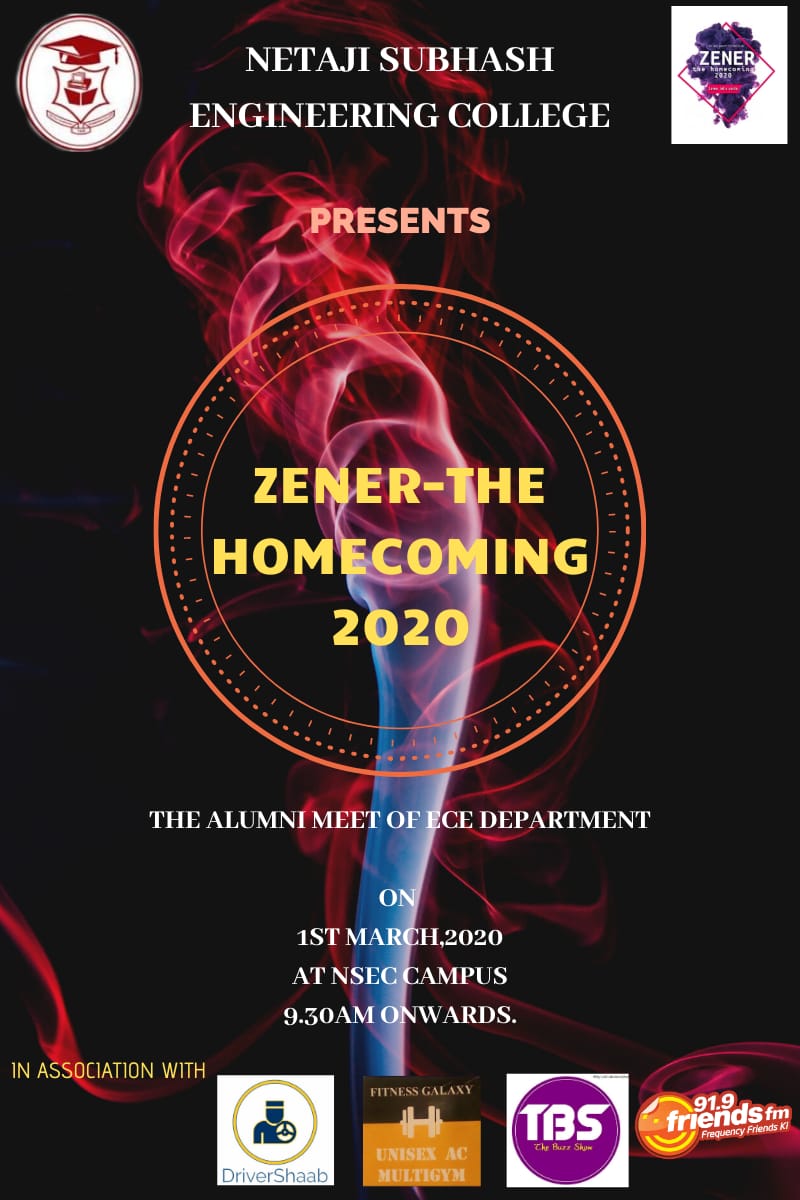 NETAJI SUBHASH
ENGINEERING COLLEGE
ZENER
the homecoming
2020
PRESENTS
ZENER-THE
HOMECOMING
2020
THE ALUMNI MEET OF ECE DEPARTMENT
ON
1ST MARCH,2020
AT NSEC CAMPUS
9.30AM ONWARDS.
IN ASSOCIATION WITH
DriverShaab
FITNESS GALAXY
UNISEX AC
MULTIGYM
TBS
The Buzz Show
91.9
friends fm
Frequency Friends Ki